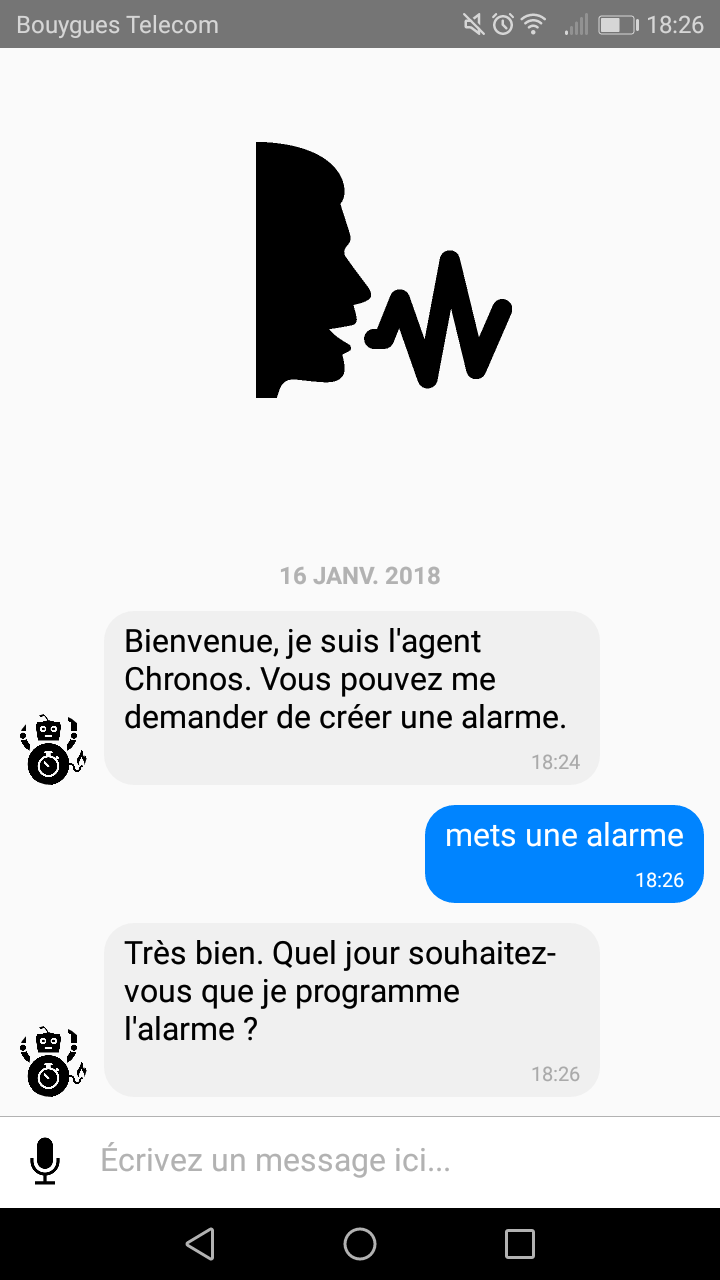 Bouygues Telecom 18:26
16 JANV. 2018
Bienvenue, je suis l'agent
Chronos. Vous pouvez me
demander de créer une alarme.
18:24
mets une alarme
18:26
Très bien. Quel jour souhaitez-
vous que je programme
l'alarme ?
18:26
Écrivez un message ici...